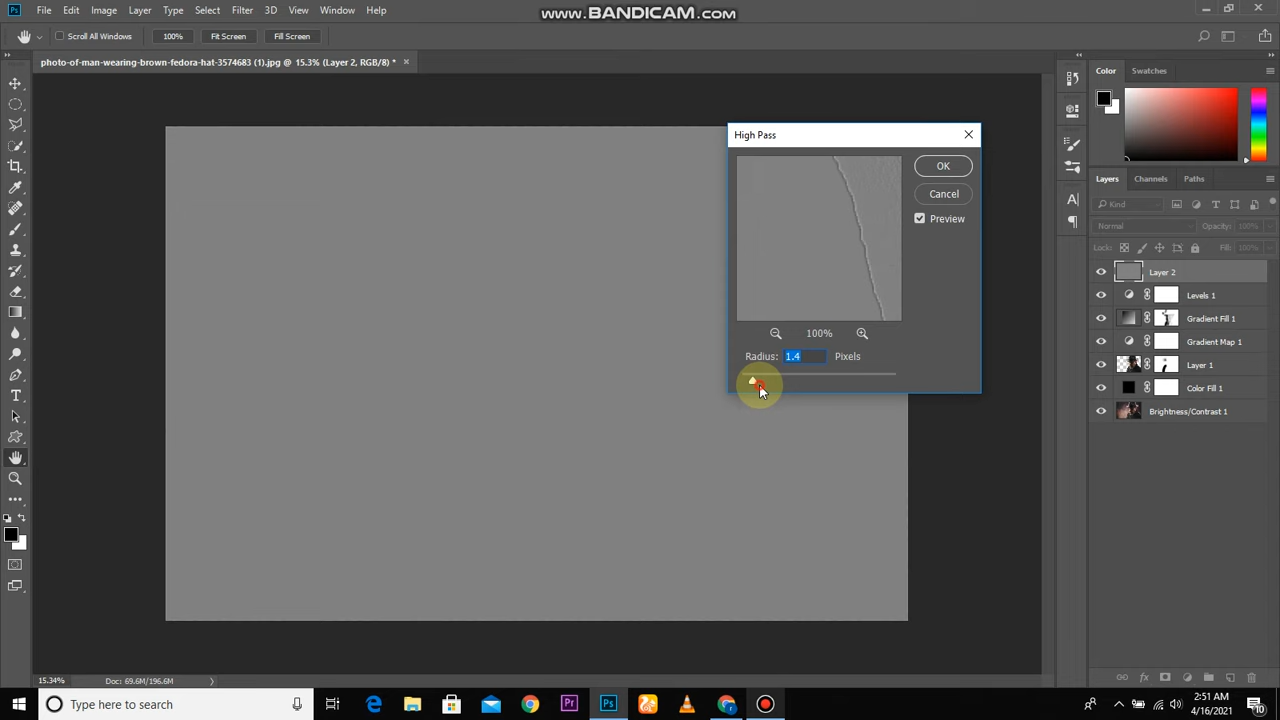 Ps File Edit Image Layer Type Select Filter 3D View Window Help
www.BANDICAM.com
Scroll All Windows 100% Fit Screen Fill Screen
photo-of-man-wearing-brown-fedora-hat-3574683 (1).jpg @ 15.3% (Layer 2, RGB/8) *
Color Swatches
High Pass
OK
Cancel
Preview
100%
Radius: 1.4 Pixels
Layers Channels Paths
Kind
Normal Opacity: 100%
Lock: Fill: 100%
Layer 2
Levels 1
Gradient Fill 1
Gradient Map 1
Layer 1
Color Fill 1
Brightness/Contrast 1
15.34% Doc: 69.6M/196.6M
Type here to search
2:51 AM
4/16/2021